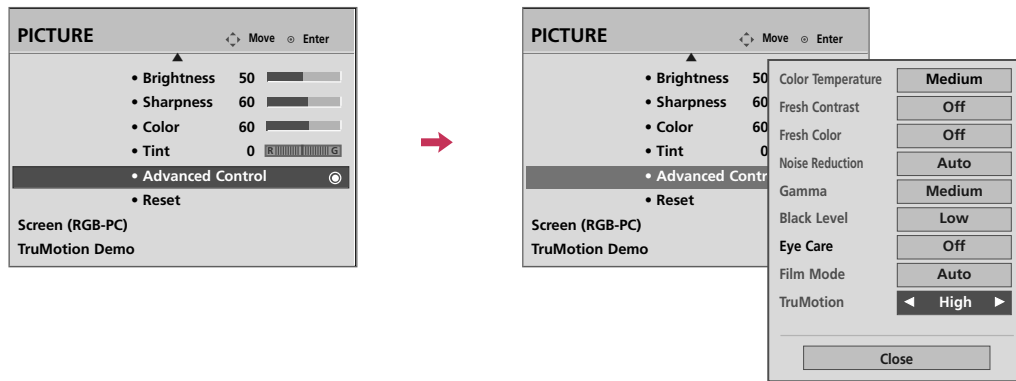 PICTURE
Move Enter
• Brightness 50
• Sharpness 60
• Color 60
• Tint 0 R G
• Advanced Control
• Reset
Screen (RGB-PC)
TruMotion Demo
PICTURE
Move Enter
• Brightness 50
• Sharpness 60
• Color 60
• Tint 0
• Advanced Contr
• Reset
Screen (RGB-PC)
TruMotion Demo
Color Temperature Medium
Fresh Contrast Off
Fresh Color Off
Noise Reduction Auto
Gamma Medium
Black Level Low
Eye Care Off
Film Mode Auto
TruMotion ◀ High ▶
Close